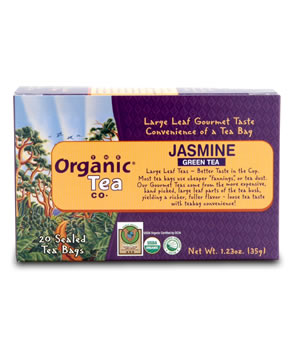 Large Leaf Gourmet Taste
Convenience of a Tea Bag
THE
Organic
Tea
CO.
JASMINE
GREEN TEA
Large Leaf Teas ~ Better Taste in the Cup.
Most tea bags use cheaper "fannings", or tea dust.
Our Gourmet Teas come from the more expensive,
hand picked, large leaf parts of the tea bush,
yielding a richer, fuller flavor - loose tea taste
with teabag convenience!
20 Sealed
Tea Bags
USDA
ORGANIC
Net Wt. 1.23oz. (35g)